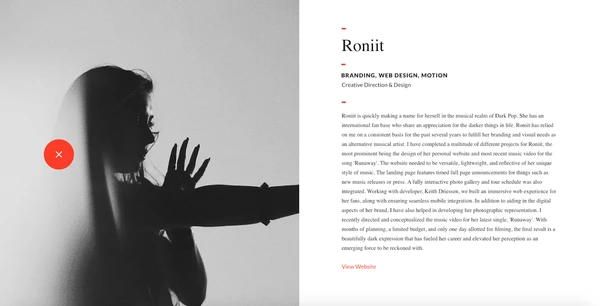 Roniit
BRANDING, WEB DESIGN, MOTION
Creative Direction & Design
Roniit is quickly making a name for herself in the musical realm of Dark Pop. She has an
international fan base who share an appreciation for the darker things in life. Roniit has relied
on me on a consistent basis for the past several years to fulfill her branding and visual needs as
an alternative musical artist. I have completed a multitude of different projects for Roniit, the
most prominent being the design of her personal website and most recent music video for the
song 'Runaway'. The website needed to be versatile, lightweight, and reflective of her unique
style of music. The landing page features timed full page announcements for things such as
new music releases or press. A fully interactive photo gallery and tour schedule was also
integrated. Working with developer, Keith Driessen, we built an immersive web experience for
her fans, along with ensuring seamless mobile integration. In addition to aiding in the digital
aspects of her brand, I have also helped in developing her photographic representation. I
recently directed and conceptualized the music video for her latest single, 'Runaway'. With
months of planning, a limited budget, and only one day allotted for filming, the final result is a
beautifully dark expression that has fueled her career and elevated her perception as an
emerging force to be reckoned with.
View Website